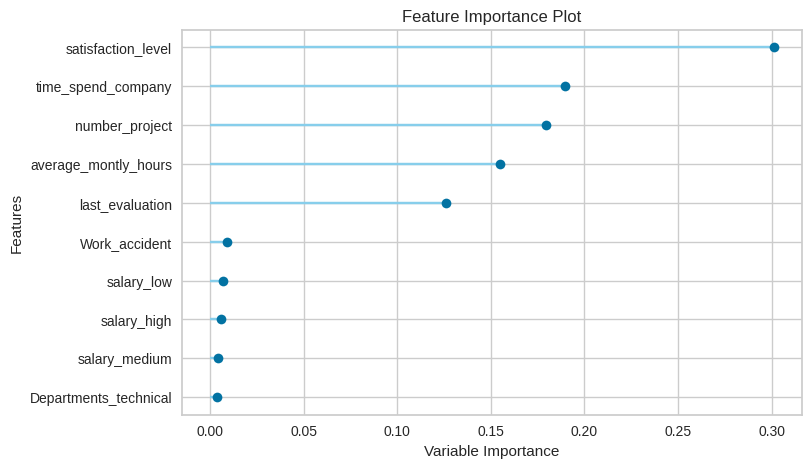 Feature Importance Plot
Features
satisfaction_level
time_spend_company
number_project
average_montly_hours
last_evaluation
Work_accident
salary_low
salary_high
salary_medium
Departments_technical
0.00 0.05 0.10 0.15 0.20 0.25 0.30
Variable Importance